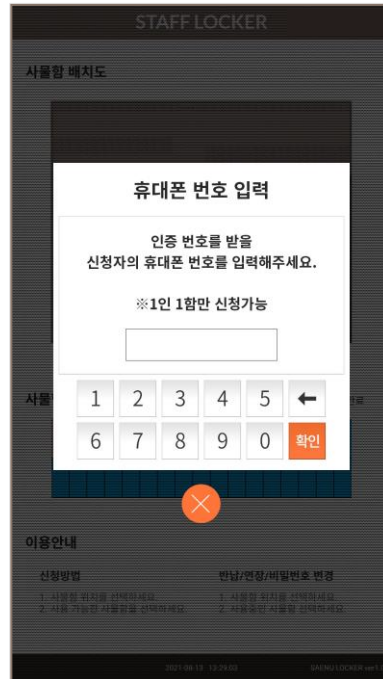 STAFF LOCKER
사물함 배치도
휴대폰 번호 입력
인증 번호를 받을
신청자의 휴대폰 번호를 입력해주세요.
※1인 1함만 신청가능
1 2 3 4 5 ←
6 7 8 9 0 확인
이용안내
신청방법
1. 사물함 위치를 선택하세요.
2. 사용 가능한 사물함을 선택하세요.
반납/연장/비밀번호 변경
1. 사물함 위치를 선택하세요.
2. 사용중인 사물함 선택하세요.
2021-08-13 13:29:03